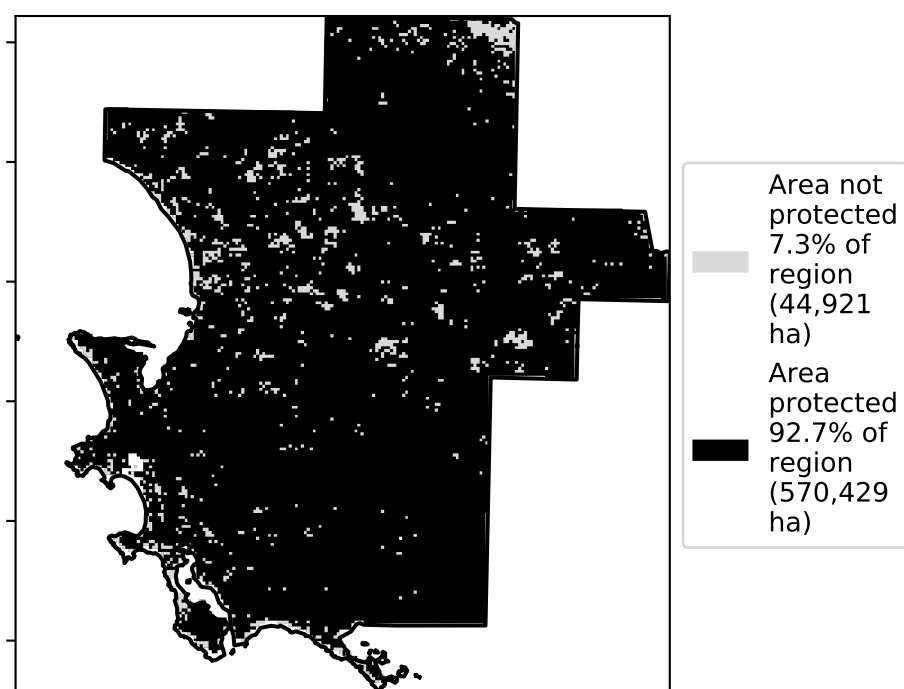 Area not
protected
7.3% of
region
(44,921
ha)
Area
protected
92.7% of
region
(570,429
ha)